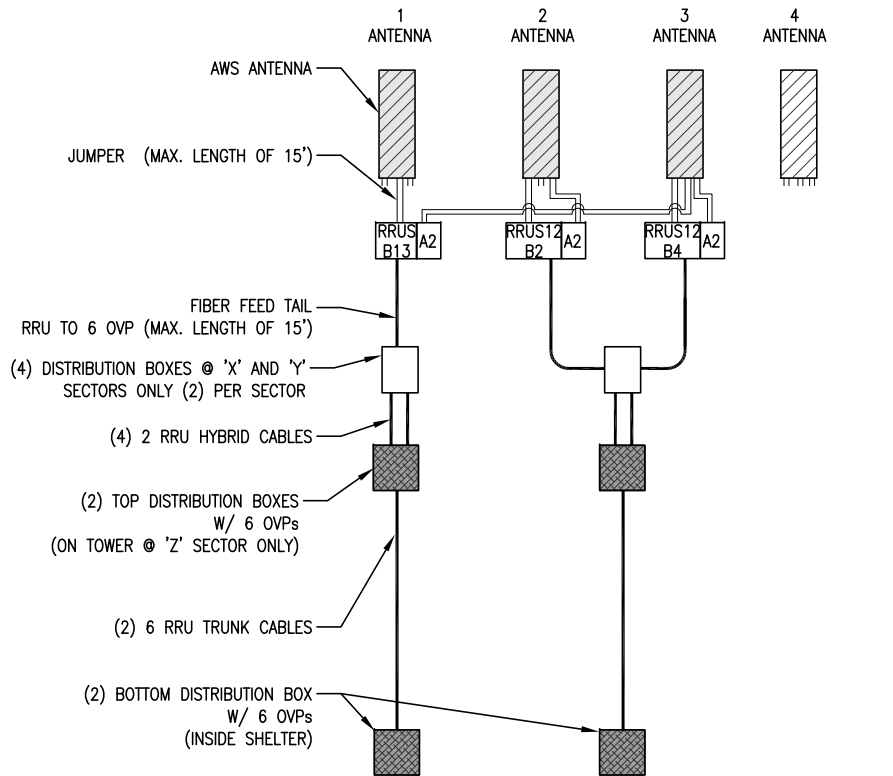 1
ANTENNA
2
ANTENNA
3
ANTENNA
4
ANTENNA
AWS ANTENNA
JUMPER (MAX. LENGTH OF 15')
RRUS
B13
A2
RRUS12
B2
A2
RRUS12
B4
A2
FIBER FEED TAIL
RRU TO 6 OVP (MAX. LENGTH OF 15')
(4) DISTRIBUTION BOXES @ 'X' AND 'Y'
SECTORS ONLY (2) PER SECTOR
(4) 2 RRU HYBRID CABLES
(2) TOP DISTRIBUTION BOXES
W/ 6 OVPs
(ON TOWER @ 'Z' SECTOR ONLY)
(2) 6 RRU TRUNK CABLES
(2) BOTTOM DISTRIBUTION BOX
W/ 6 OVPs
(INSIDE SHELTER)